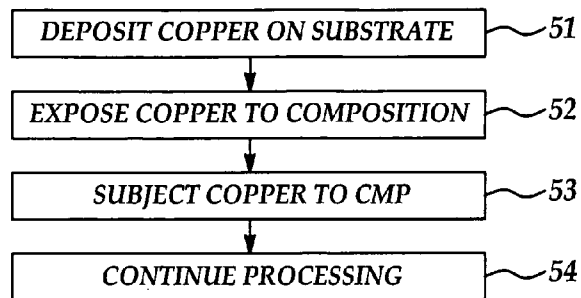 DEPOSIT COPPER ON SUBSTRATE 51
EXPOSE COPPER TO COMPOSITION 52
SUBJECT COPPER TO CMP 53
CONTINUE PROCESSING 54